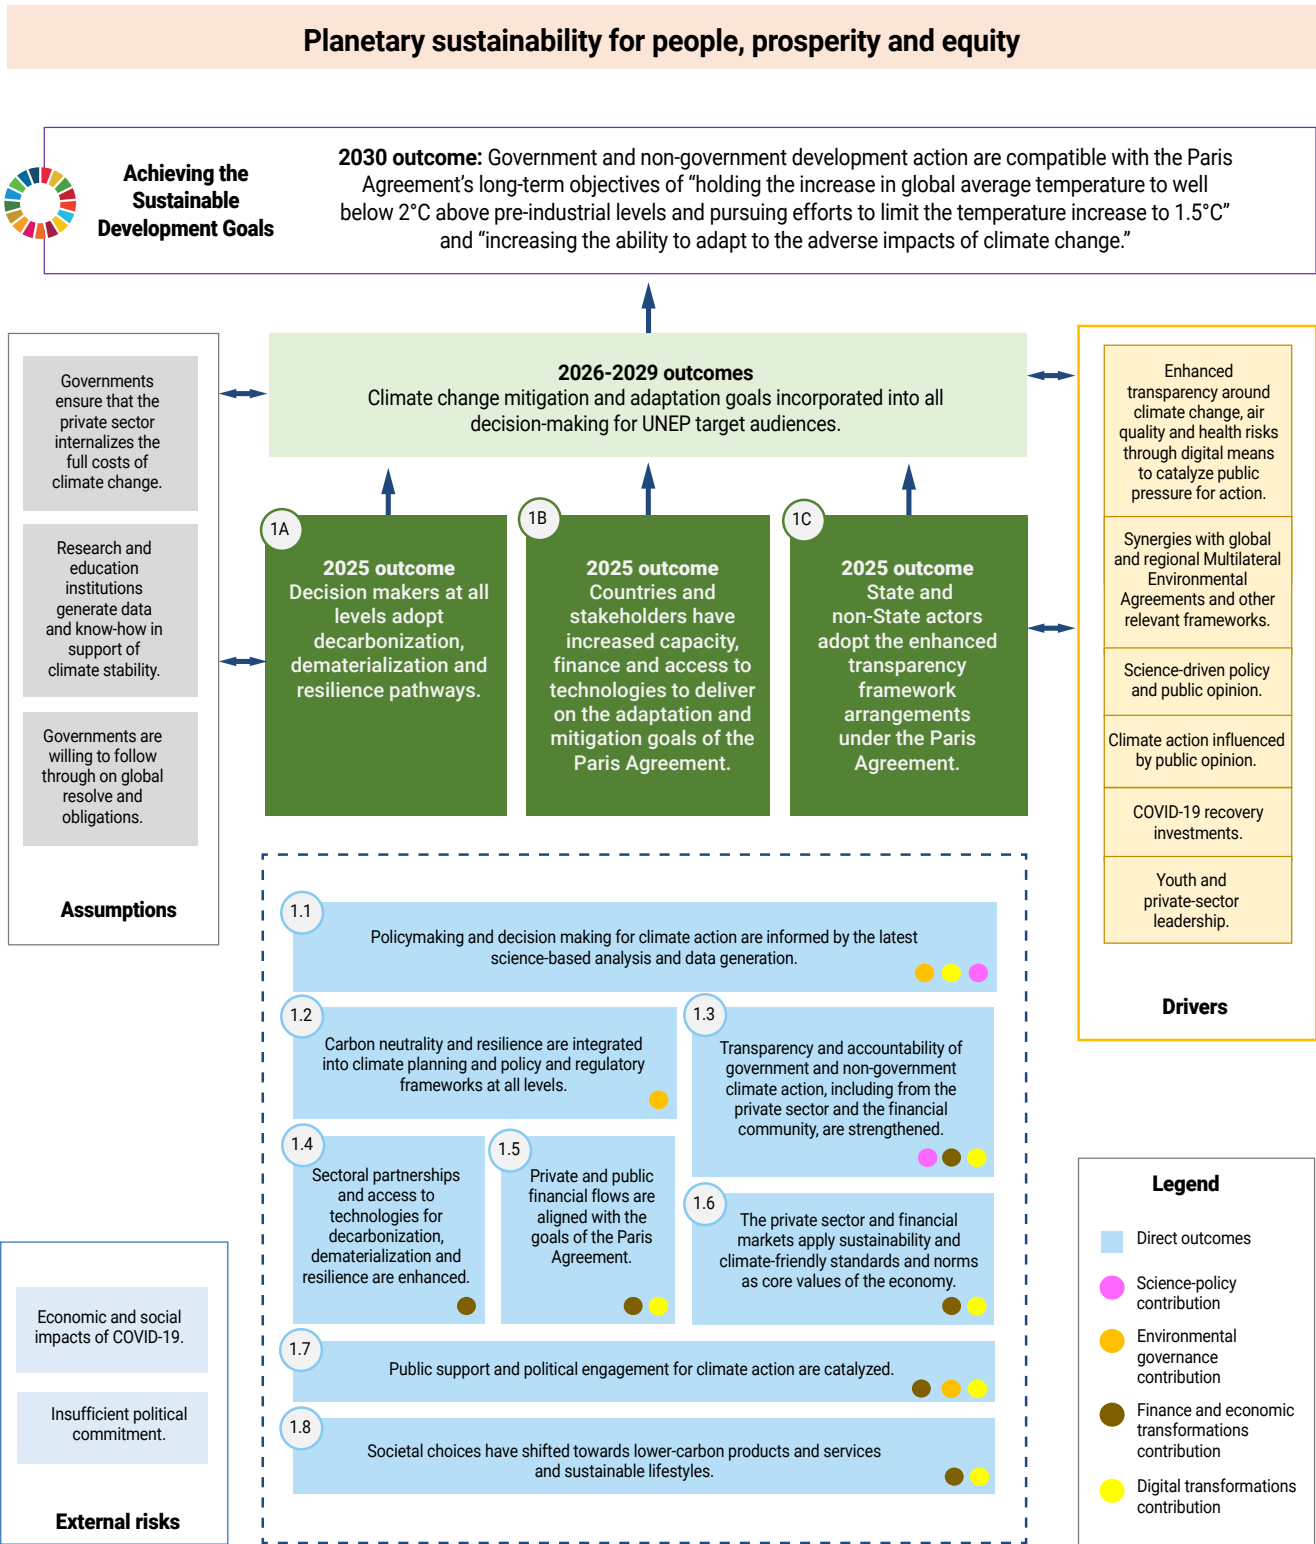 Planetary sustainability for people, prosperity and equity
Achieving the
Sustainable
Development Goals
2030 outcome: Government and non-government development action are compatible with the Paris
Agreement’s long-term objectives of “holding the increase in global average temperature to well
below 2°C above pre-industrial levels and pursuing efforts to limit the temperature increase to 1.5°C”
and “increasing the ability to adapt to the adverse impacts of climate change.”
Governments
ensure that the
private sector
internalizes the
full costs of
climate change.
Research and
education
institutions
generate data
and know-how in
support of
climate stability.
Governments are
willing to follow
through on global
resolve and
obligations.
Assumptions
2026-2029 outcomes
Climate change mitigation and adaptation goals incorporated into all
decision-making for UNEP target audiences.
1A
2025 outcome
Decision makers at all
levels adopt
decarbonization,
dematerialization and
resilience pathways.
1B
2025 outcome
Countries and
stakeholders have
increased capacity,
finance and access to
technologies to deliver
on the adaptation and
mitigation goals of the
Paris Agreement.
1C
2025 outcome
State and
non-State actors
adopt the enhanced
transparency
framework
arrangements
under the Paris
Agreement.
Enhanced
transparency around
climate change, air
quality and health risks
through digital means
to catalyze public
pressure for action.
Synergies with global
and regional Multilateral
Environmental
Agreements and other
relevant frameworks.
Science-driven policy
and public opinion.
Climate action influenced
by public opinion.
COVID-19 recovery
investments.
Youth and
private-sector
leadership.
Drivers
1.1
Policymaking and decision making for climate action are informed by the latest
science-based analysis and data generation.
1.2
Carbon neutrality and resilience are integrated
into climate planning and policy and regulatory
frameworks at all levels.
1.3
Transparency and accountability of
government and non-government
climate action, including from the
private sector and the financial
community, are strengthened.
1.4
Sectoral partnerships
and access to
technologies for
decarbonization,
dematerialization and
resilience are enhanced.
1.5
Private and public
financial flows are
aligned with the
goals of the Paris
Agreement.
1.6
The private sector and financial
markets apply sustainability and
climate-friendly standards and norms
as core values of the economy.
1.7
Public support and political engagement for climate action are catalyzed.
1.8
Societal choices have shifted towards lower-carbon products and services
and sustainable lifestyles.
Economic and social
impacts of COVID-19.
Insufficient political
commitment.
External risks
Legend
Direct outcomes
Science-policy
contribution
Environmental
governance
contribution
Finance and economic
transformations
contribution
Digital transformations
contribution